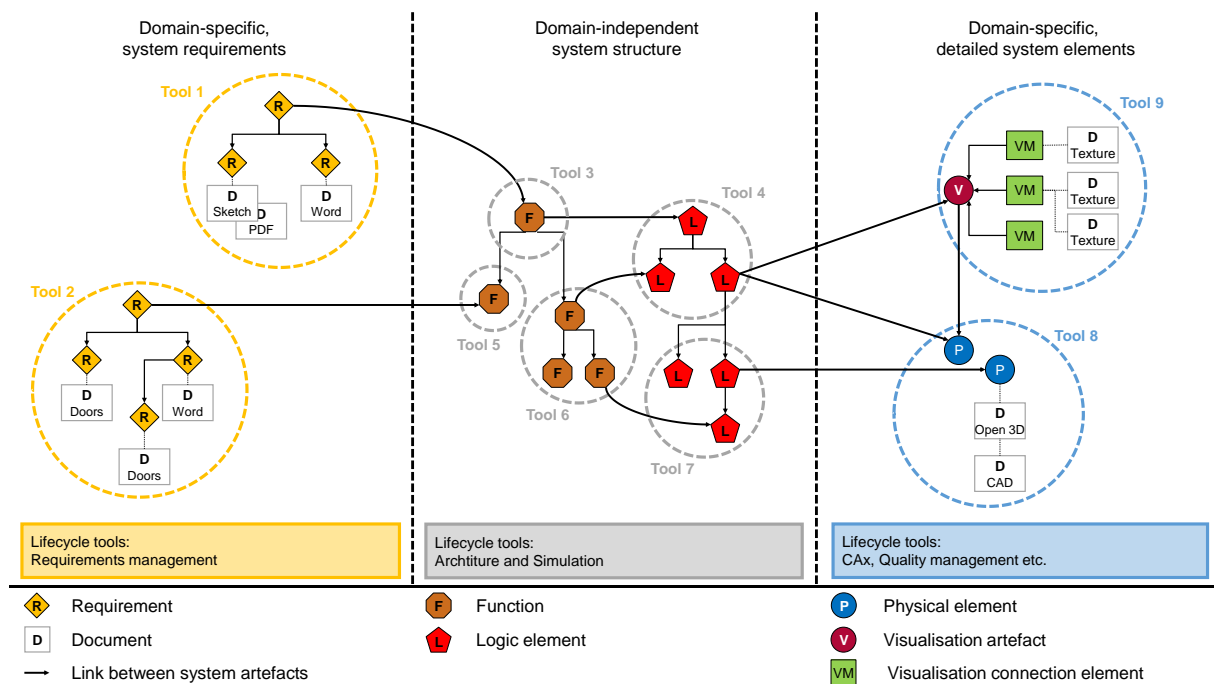 Domain-specific,
system requirements
Domain-independent
system structure
Domain-specific,
detailed system elements
Tool 1
R
R
R
D
Sketch
D
PDF
D
Word
Tool 2
R
R
R
D
Doors
R
D
Word
D
Doors
Tool 3
F
Tool 4
L
L
L
F
Tool 5
F
F
F
Tool 6
L
L
L
Tool 7
Tool 9
VM
D
Texture
V
VM
D
Texture
VM
D
Texture
Tool 8
P
P
D
Open 3D
D
CAD
Lifecycle tools:
Requirements management
Lifecycle tools:
Archtiture and Simulation
Lifecycle tools:
CAx, Quality management etc.
R Requirement
D Document
Link between system artefacts
F Function
L Logic element
P Physical element
V Visualisation artefact
VM Visualisation connection element